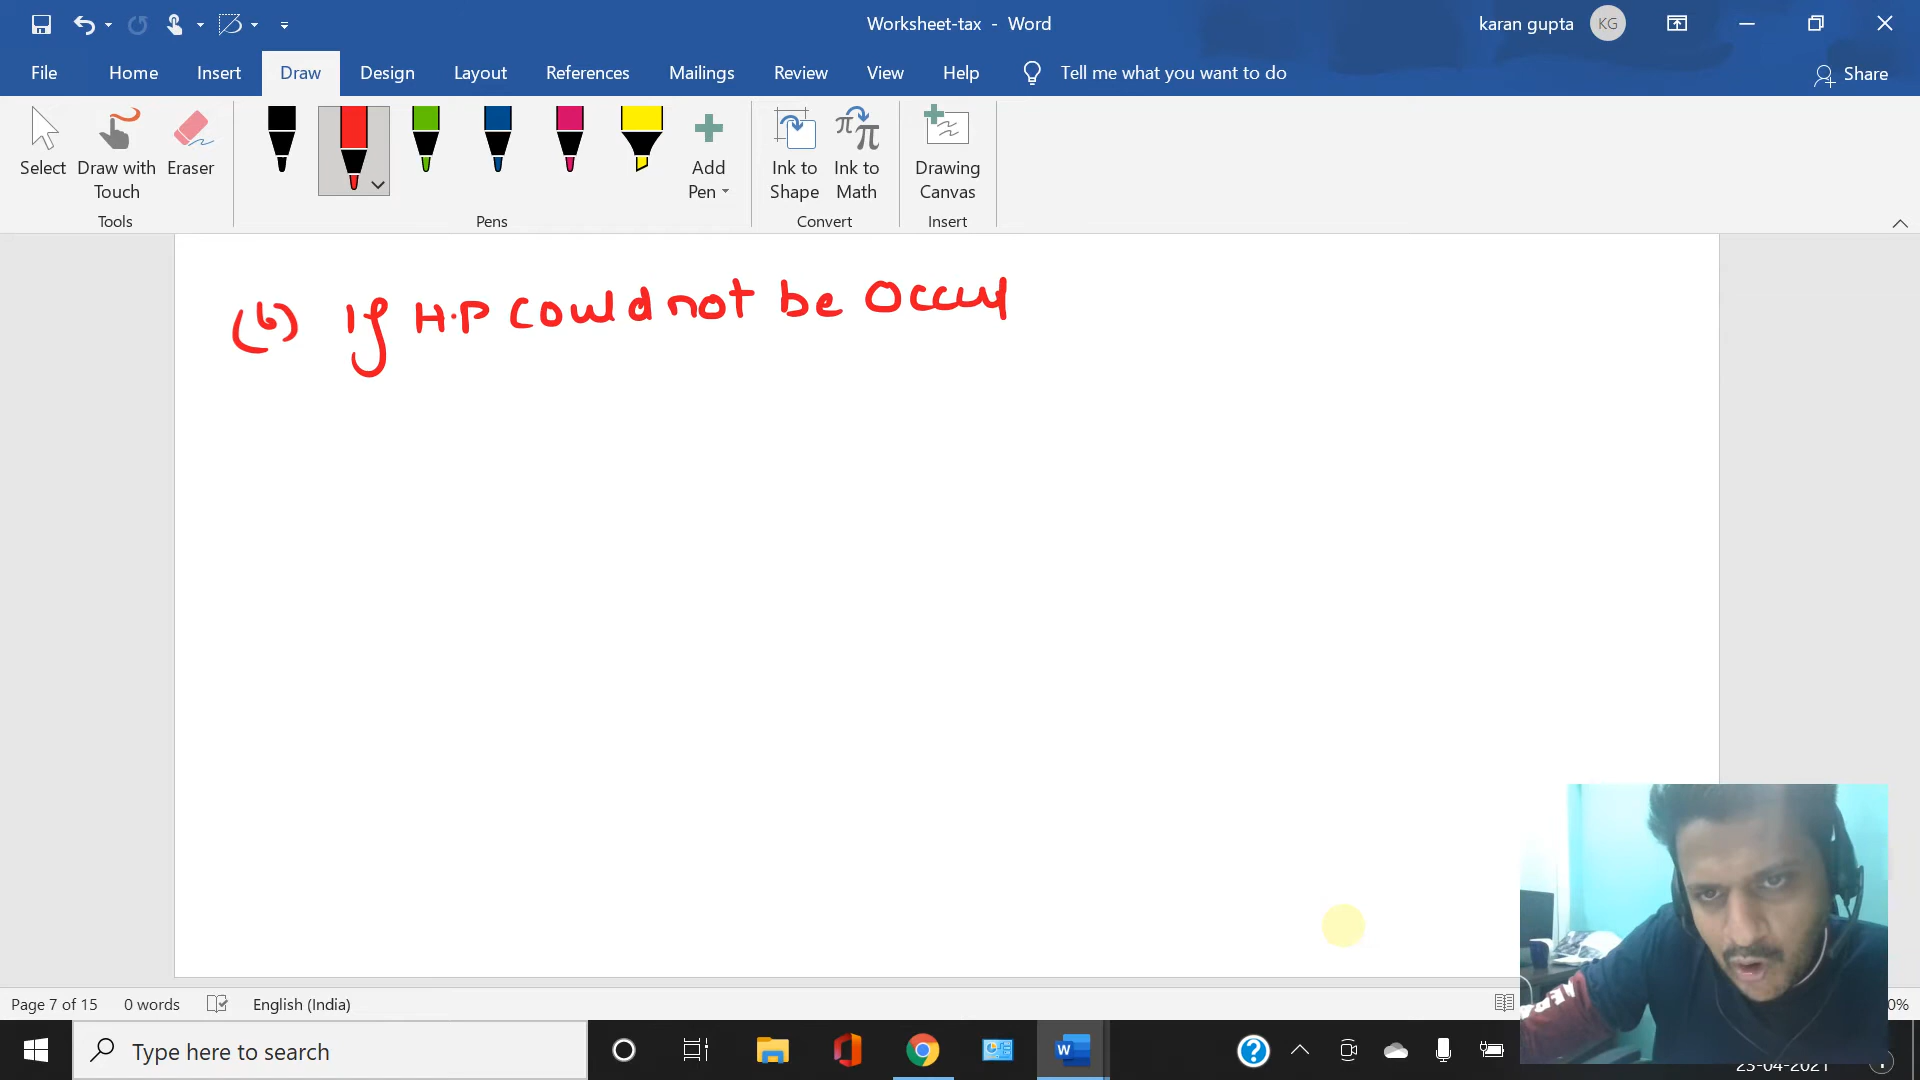 Worksheet-tax - Word
karan gupta
KG
File Home Insert Draw Design Layout References Mailings Review View Help Tell me what you want to do Share
Select Draw with Touch Eraser Add Pen Ink to Shape Ink to Math Drawing Canvas
Tools Pens Convert Insert
(b) If H.P could not be Occup
Page 7 of 15 0 words English (India) 0%
Type here to search